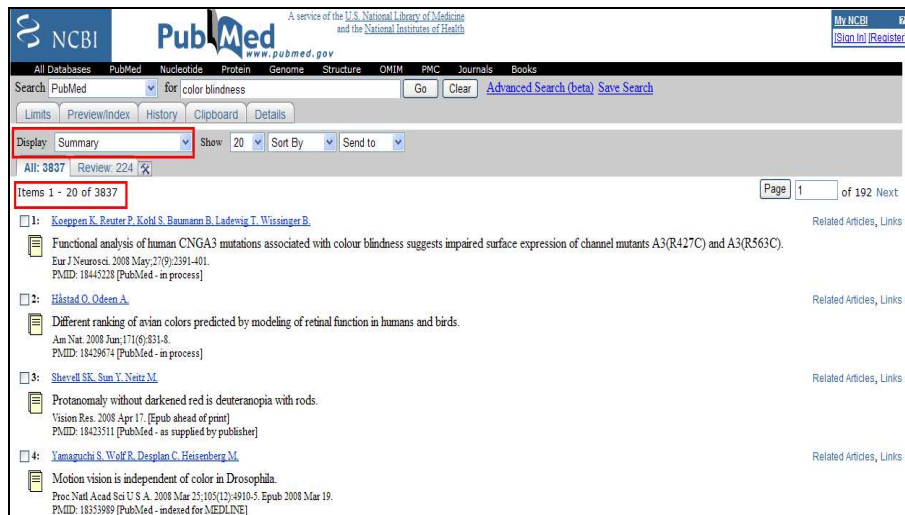 A service of the U.S. National Library of Medicine
and the National Institutes of Health
My NCBI
[Sign In] [Register]
NCBI
PubMed
www.pubmed.gov
All Databases PubMed Nucleotide Protein Genome Structure OMIM PMC Journals Books
Search PubMed for color blindness Go Clear Advanced Search (beta) Save Search
Limits Preview/Index History Clipboard Details
Display Summary Show 20 Sort By Send to
All: 3837 Review: 224
Items 1 - 20 of 3837 Page 1 of 192 Next
1: Koeppen K, Reuter P, Kohl S, Baumann B, Ladewig T, Wissinger B. Related Articles, Links
Functional analysis of human CNGA3 mutations associated with colour blindness suggests impaired surface expression of channel mutants A3(R427C) and A3(R563C).
Eur J Neurosci. 2008 May;27(9):2391-401.
PMID: 18445228 [PubMed - in process]
2: Håstad O, Odeen A. Related Articles, Links
Different ranking of avian colors predicted by modeling of retinal function in humans and birds.
Am Nat. 2008 Jun;171(6):831-8.
PMID: 18429674 [PubMed - in process]
3: Shevell SK, Sun Y, Neitz M. Related Articles, Links
Protanomaly without darkened red is deuteranopia with rods.
Vision Res. 2008 Apr 17. [Epub ahead of print]
PMID: 18423511 [PubMed - as supplied by publisher]
4: Yamaguchi S, Wolf R, Desplan C, Heisenberg M. Related Articles, Links
Motion vision is independent of color in Drosophila.
Proc Natl Acad Sci U S A. 2008 Mar 25;105(12):4910-5. Epub 2008 Mar 19.
PMID: 18353989 [PubMed - indexed for MEDLINE]